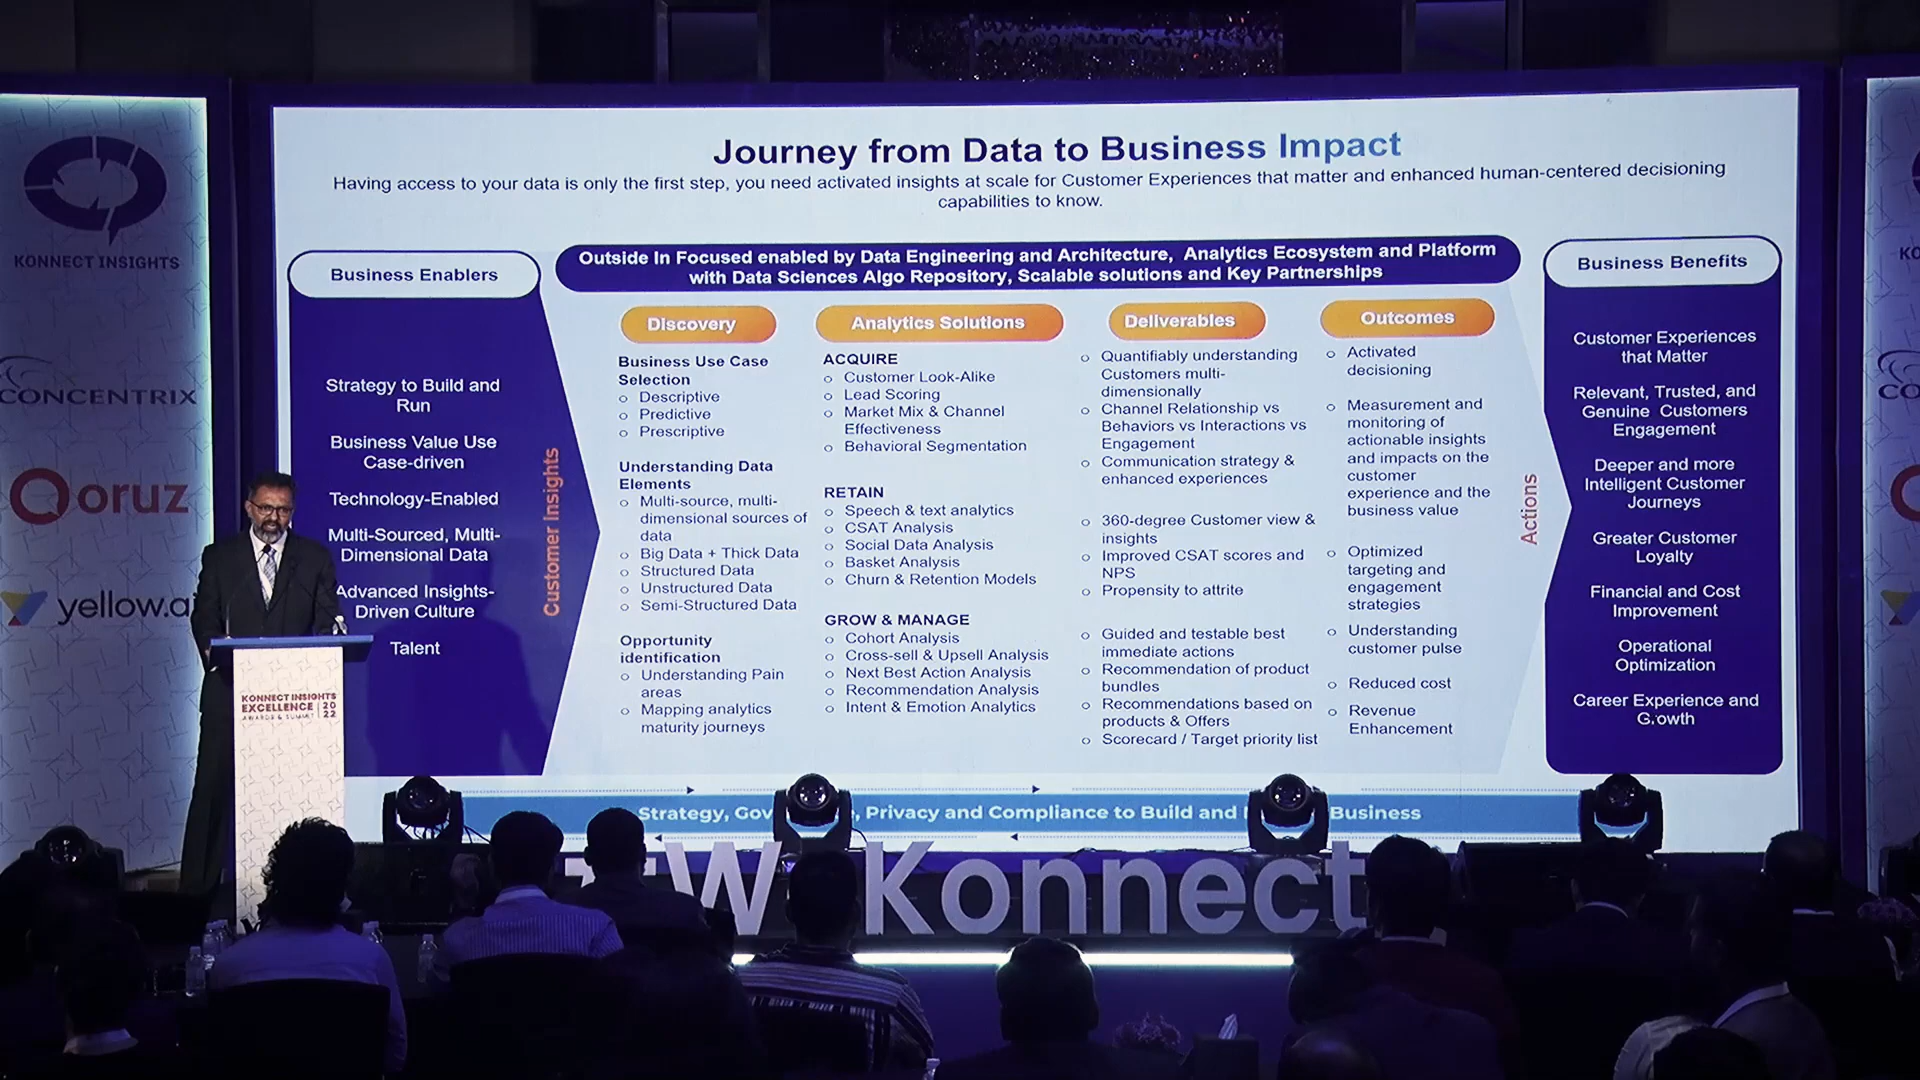 Journey from Data to Business Impact
Having access to your data is only the first step, you need activated insights at scale for Customer Experiences that matter and enhanced human-centered decisioning
capabilities to know.
KONNECT INSIGHTS
CONCENTRIX
Qoruz
yellow.ai
Business Enablers
Strategy to Build and
Run
Business Value Use
Case-driven
Technology-Enabled
Multi-Sourced, Multi-
Dimensional Data
Advanced Insights-
Driven Culture
Talent
Customer Insights
Outside In Focused enabled by Data Engineering and Architecture, Analytics Ecosystem and Platform
with Data Sciences Algo Repository, Scalable solutions and Key Partnerships
Discovery
Business Use Case
Selection
o Descriptive
o Predictive
o Prescriptive
Understanding Data
Elements
o Multi-source, multi-
dimensional sources of
data
o Big Data + Thick Data
o Structured Data
o Unstructured Data
o Semi-Structured Data
Opportunity
identification
o Understanding Pain
areas
o Mapping analytics
maturity journeys
Analytics Solutions
ACQUIRE
o Customer Look-Alike
o Lead Scoring
o Market Mix & Channel
Effectiveness
o Behavioral Segmentation
RETAIN
o Speech & text analytics
o CSAT Analysis
o Social Data Analysis
o Basket Analysis
o Churn & Retention Models
GROW & MANAGE
o Cohort Analysis
o Cross-sell & Upsell Analysis
o Next Best Action Analysis
o Recommendation Analysis
o Intent & Emotion Analytics
Deliverables
o Quantifiably understanding
Customers multi-
dimensionally
o Channel Relationship vs
Behaviors vs Interactions vs
Engagement
o Communication strategy &
enhanced experiences
o 360-degree Customer view &
insights
o Improved CSAT scores and
NPS
o Propensity to attrite
o Guided and testable best
immediate actions
o Recommendation of product
bundles
o Recommendations based on
products & Offers
o Scorecard / Target priority list
Outcomes
o Activated
decisioning
o Measurement and
monitoring of
actionable insights
and impacts on the
customer
experience and the
business value
o Optimized
targeting and
engagement
strategies
o Understanding
customer pulse
o Reduced cost
o Revenue
Enhancement
Actions
Business Benefits
Customer Experiences
that Matter
Relevant, Trusted, and
Genuine Customers
Engagement
Deeper and more
Intelligent Customer
Journeys
Greater Customer
Loyalty
Financial and Cost
Improvement
Operational
Optimization
Career Experience and
Growth
Strategy, Privacy and Compliance to Build and Business
KONNECT INSIGHTS
EXCELLENCE 20
AWARDS & SUMMIT 22
Konnect